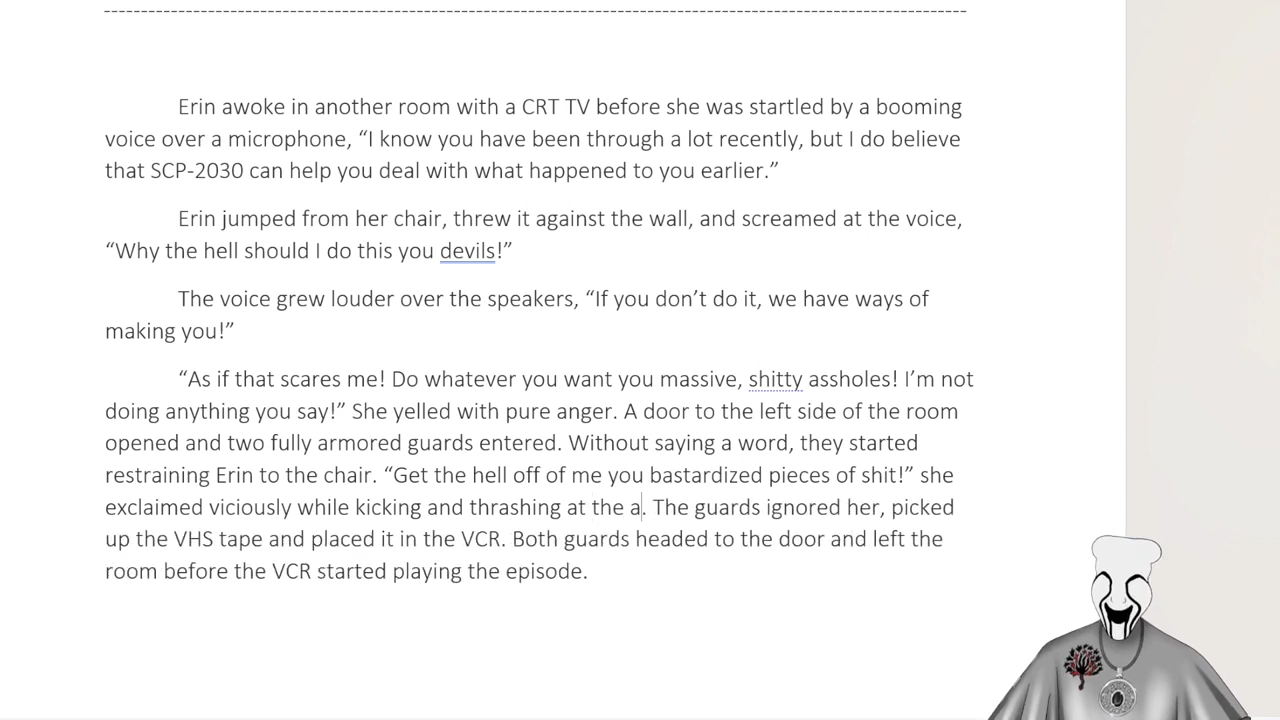 Erin awoke in another room with a CRT TV before she was startled by a booming
voice over a microphone, “I know you have been through a lot recently, but I do believe
that SCP-2030 can help you deal with what happened to you earlier.”
Erin jumped from her chair, threw it against the wall, and screamed at the voice,
“Why the hell should I do this you devils!”
The voice grew louder over the speakers, “If you don’t do it, we have ways of
making you!”
“As if that scares me! Do whatever you want you massive, shitty assholes! I’m not
doing anything you say!” She yelled with pure anger. A door to the left side of the room
opened and two fully armored guards entered. Without saying a word, they started
restraining Erin to the chair. “Get the hell off of me you bastardized pieces of shit!” she
exclaimed viciously while kicking and thrashing at the a. The guards ignored her, picked
up the VHS tape and placed it in the VCR. Both guards headed to the door and left the
room before the VCR started playing the episode.